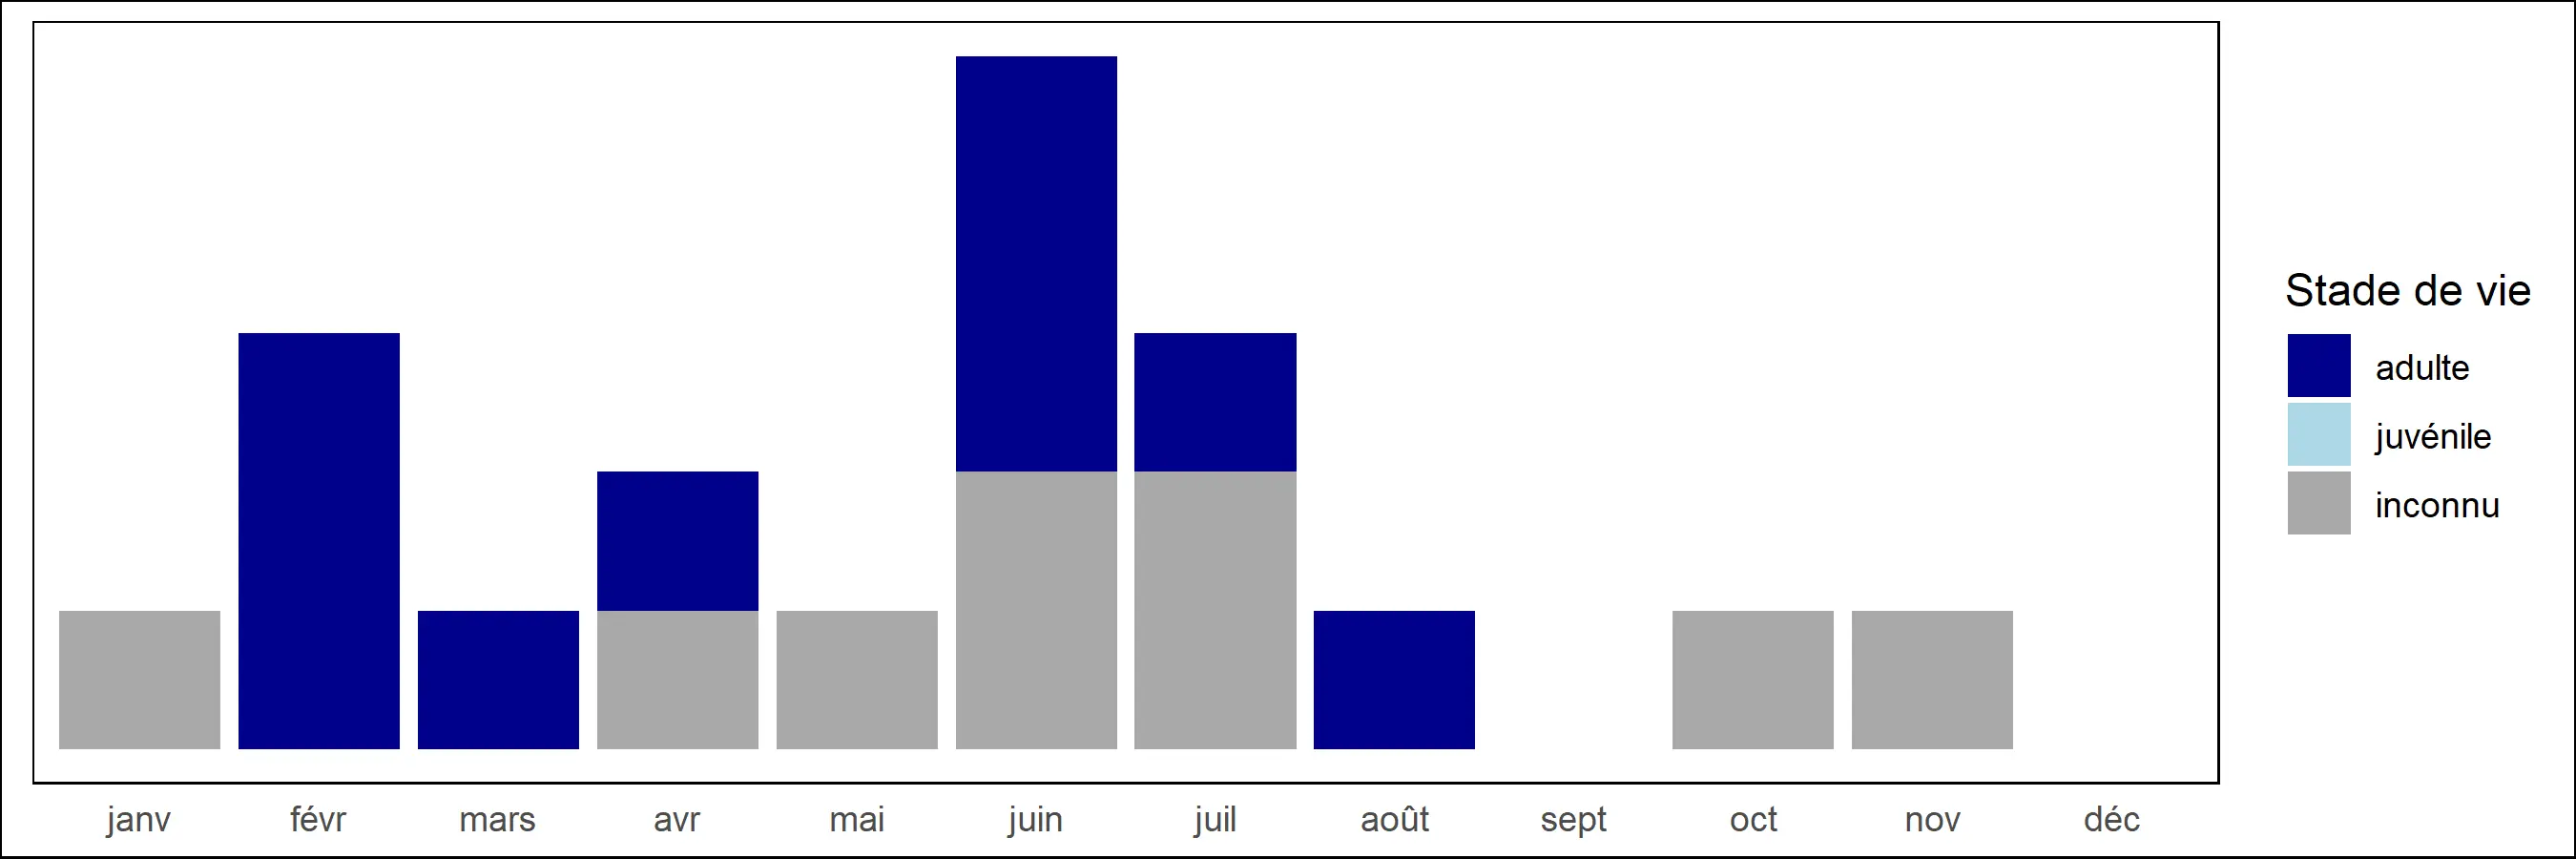 Stade de vie
adulte
juvénile
inconnu
janv févr mars avr mai juin juil août sept oct nov déc